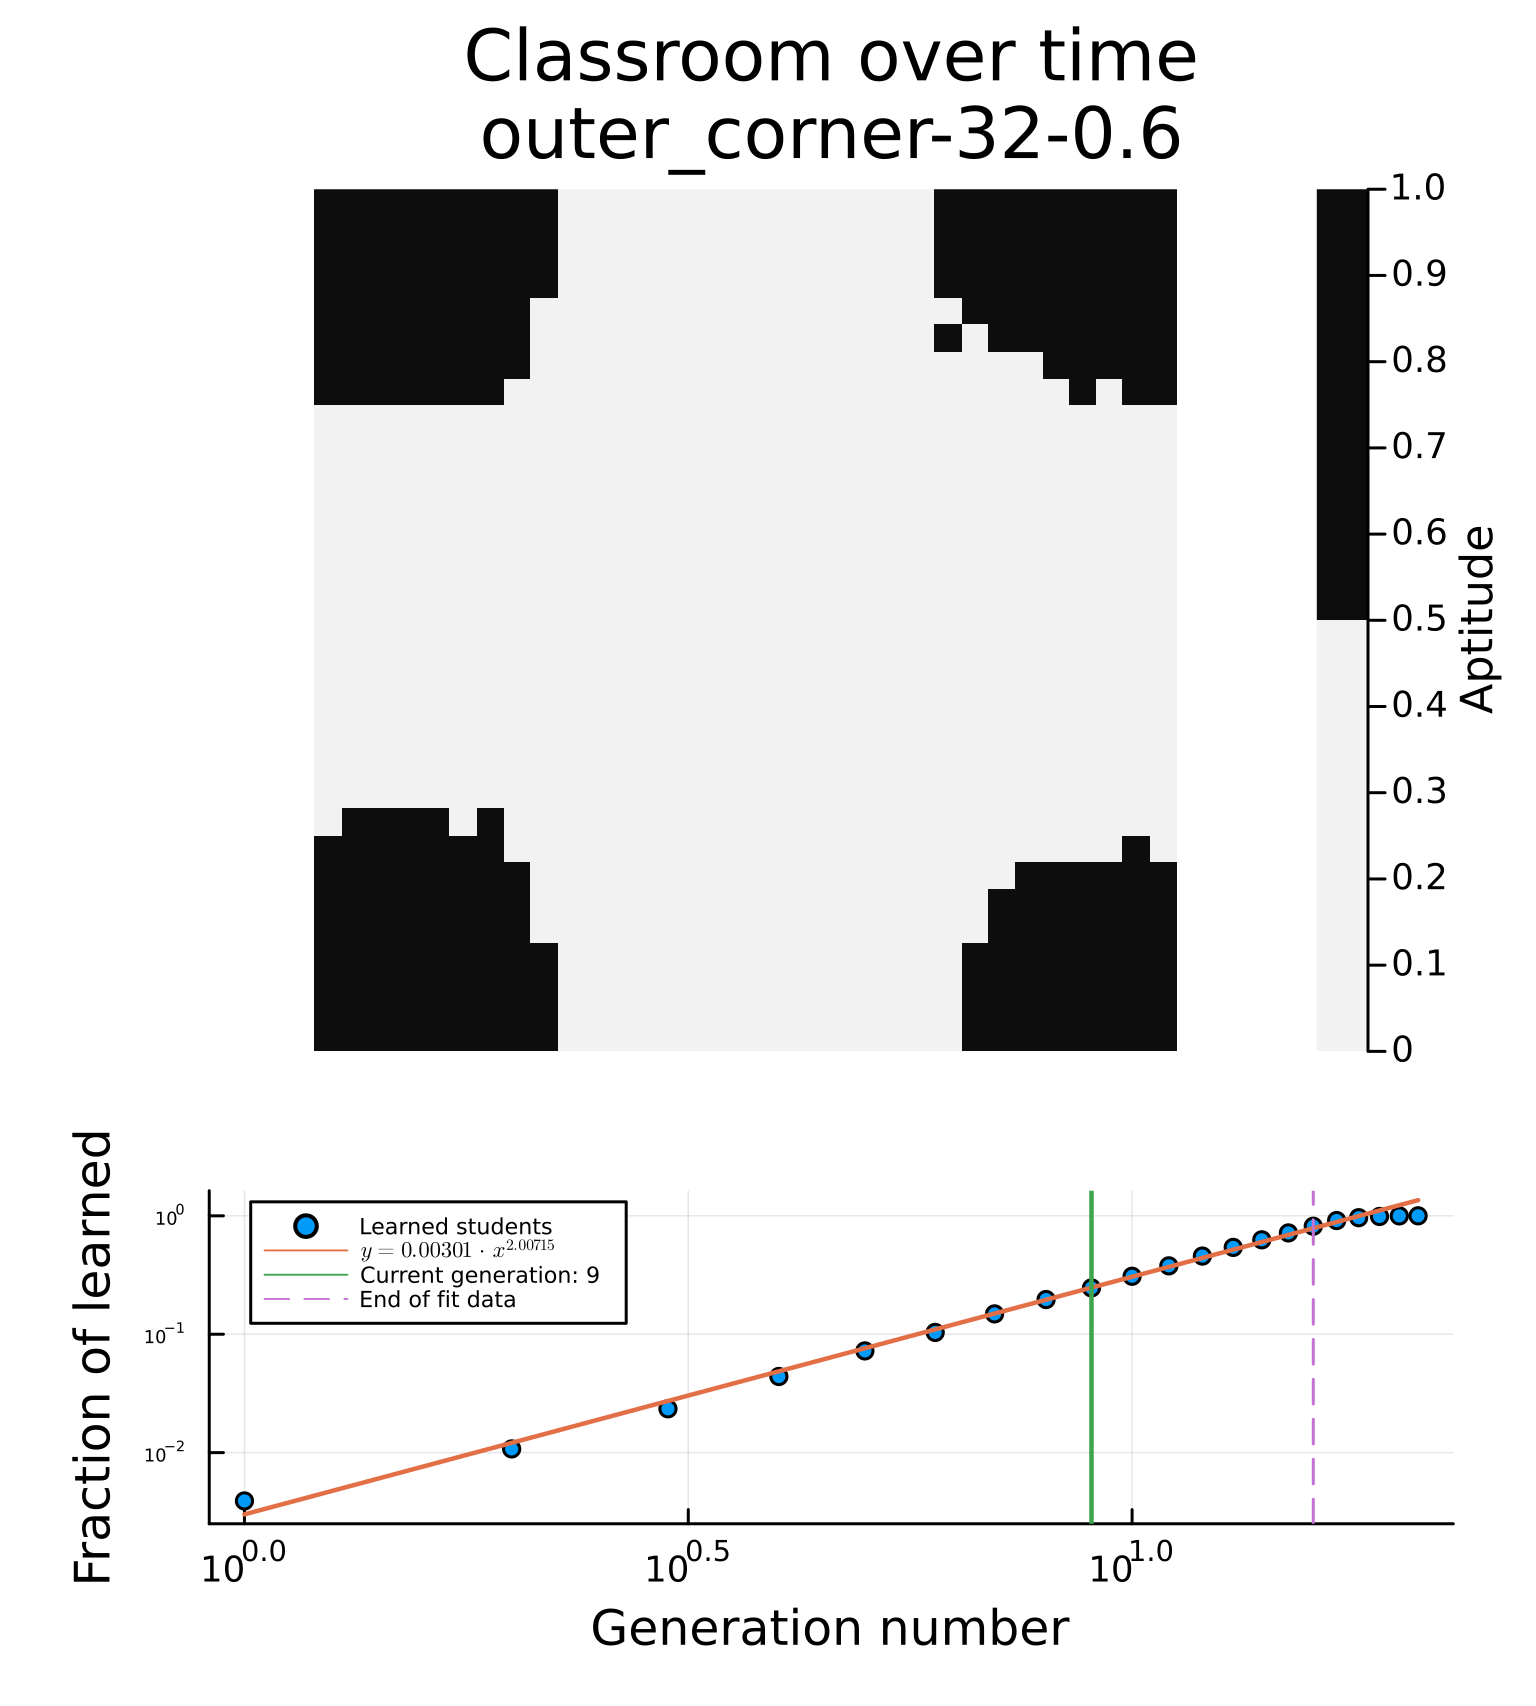 Classroom over time
outer_corner-32-0.6
1.0
0.9
0.8
0.7
0.6
0.5
0.4
0.3
0.2
0.1
0
Aptitude
Fraction of learned
10^0
10^−1
10^−2
Learned students
y = 0.00301 · x^2.00715
Current generation: 9
End of fit data
10^0.0
10^0.5
10^1.0
Generation number